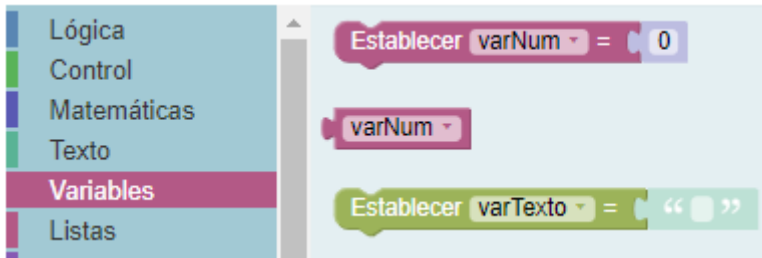 Lógica
Control
Matemáticas
Texto
Variables
Listas
Establecer varNum = 0
varNum
Establecer varTexto = “ ”